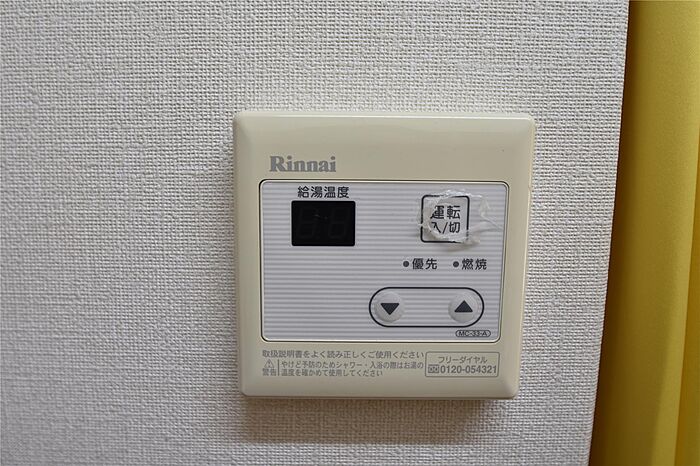 Rinnai
給湯温度
運転
入/切
優先 燃焼
MC-33-A
取扱説明書をよく読み正しくご使用ください
警告 やけど予防のためシャワー・入浴の際はお湯の
温度を確かめて使用してください
フリーダイヤル
0120-054321